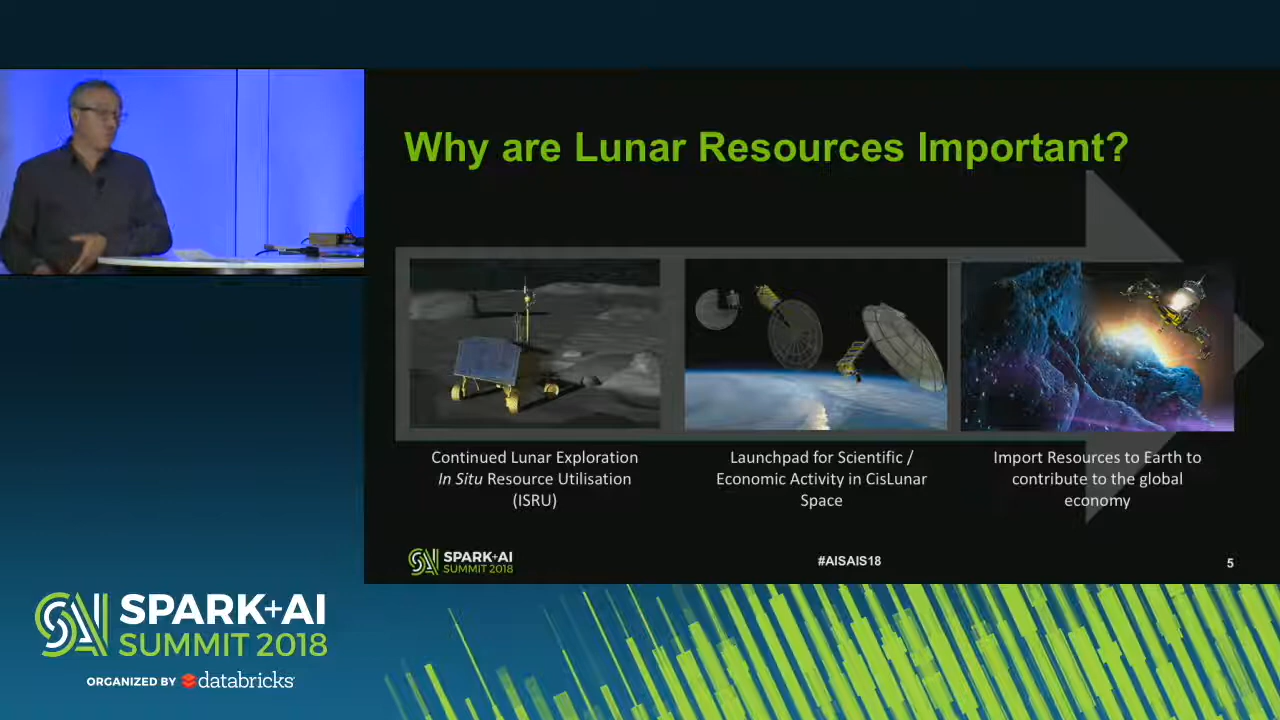 Why are Lunar Resources Important?
Continued Lunar Exploration
In Situ Resource Utilisation
(ISRU)
Launchpad for Scientific /
Economic Activity in CisLunar
Space
Import Resources to Earth to
contribute to the global
economy
SPARK+AI
SUMMIT 2018
#AISAIS18
5
SPARK+AI
SUMMIT 2018
ORGANIZED BY databricks